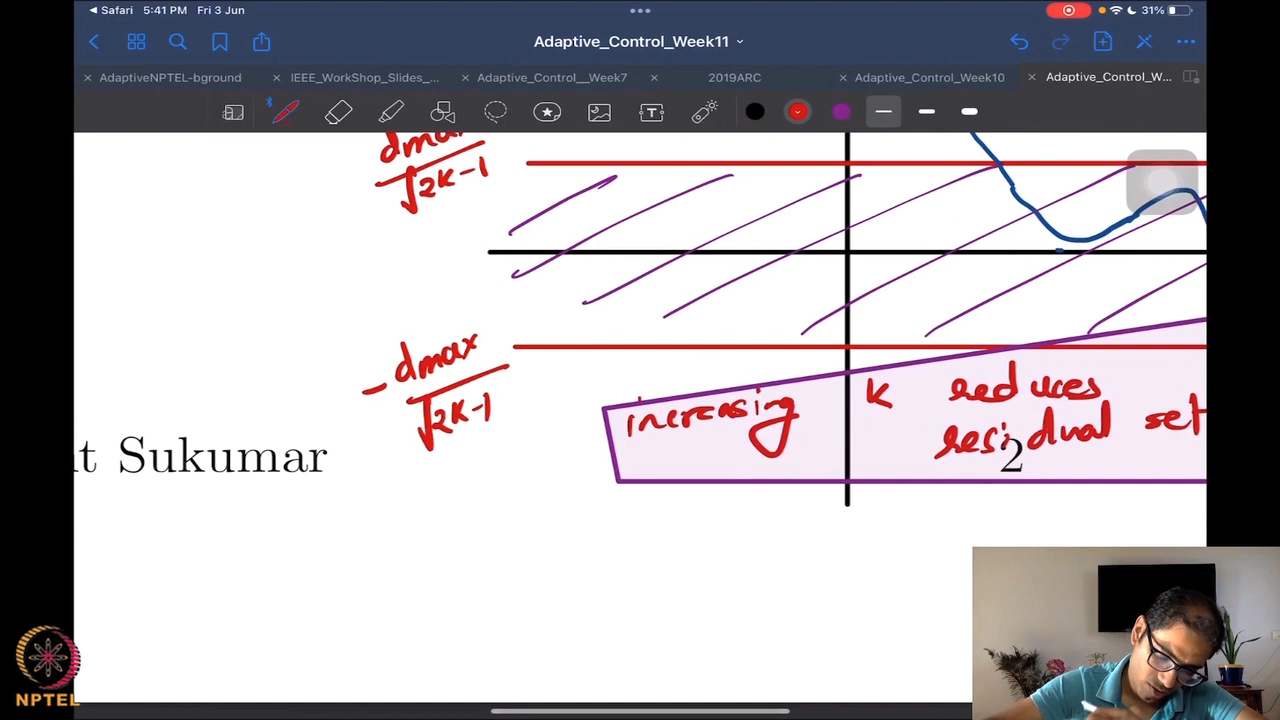 Safari 5:41 PM Fri 3 Jun 31%
Adaptive_Control_Week11
AdaptiveNPTEL-bground IEEE_WorkShop_Slides_... Adaptive_Control__Week7 2019ARC Adaptive_Control_Week10 Adaptive_Control_W...
dmax
√2k-1
-dmax
√2k-1
increasing k reduces
residual set
Sukumar
2
NPTEL